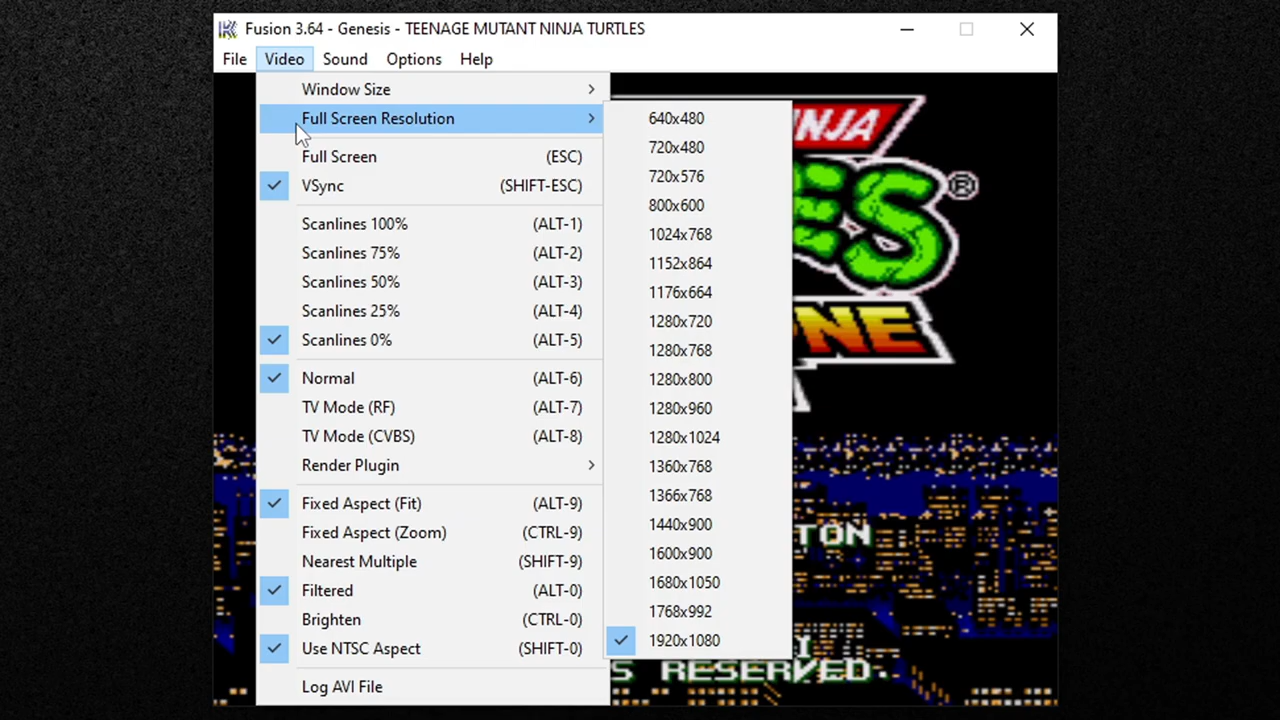 Fusion 3.64 - Genesis - TEENAGE MUTANT NINJA TURTLES
File Video Sound Options Help
Window Size
Full Screen Resolution
Full Screen (ESC)
VSync (SHIFT-ESC)
Scanlines 100% (ALT-1)
Scanlines 75% (ALT-2)
Scanlines 50% (ALT-3)
Scanlines 25% (ALT-4)
Scanlines 0% (ALT-5)
Normal (ALT-6)
TV Mode (RF) (ALT-7)
TV Mode (CVBS) (ALT-8)
Render Plugin
Fixed Aspect (Fit) (ALT-9)
Fixed Aspect (Zoom) (CTRL-9)
Nearest Multiple (SHIFT-9)
Filtered (ALT-0)
Brighten (CTRL-0)
Use NTSC Aspect (SHIFT-0)
Log AVI File
640x480
720x480
720x576
800x600
1024x768
1152x864
1176x664
1280x720
1280x768
1280x800
1280x960
1280x1024
1360x768
1366x768
1440x900
1600x900
1680x1050
1768x992
1920x1080
NJA
ES®
NE
TON
I
S RESERVED.